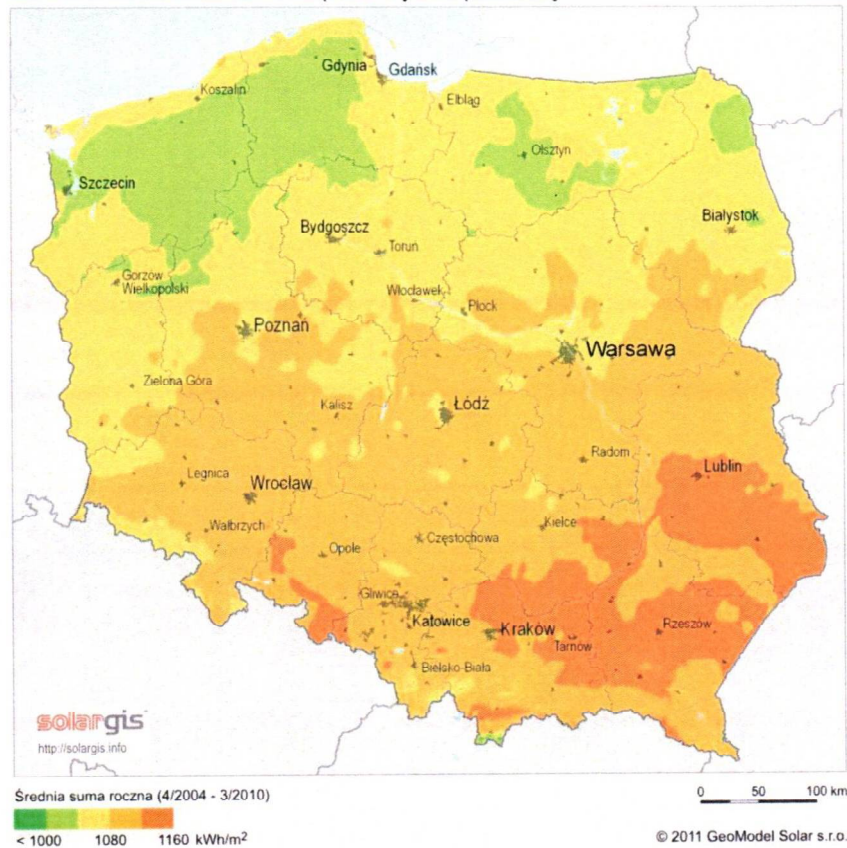 Gdynia
Gdańsk
Koszalin
Elbląg
Olsztyn
Szczecin
Białystok
Bydgoszcz
Toruń
Gorzów
Wielkopolski
Włocławek
Płock
Poznań
Warsawa
Zielona Góra
Kalisz
Łódź
Radom
Lublin
Legnica
Wrocław
Wałbrzych
Opole
Częstochowa
Kielce
Gliwice
Katowice
Kraków
Tarnów
Rzeszów
Bielsko-Biała
solargis
http://solargis.info
Średnia suma roczna (4/2004 - 3/2010)
0 50 100 km
< 1000 1080 1160 kWh/m²
© 2011 GeoModel Solar s.r.o.